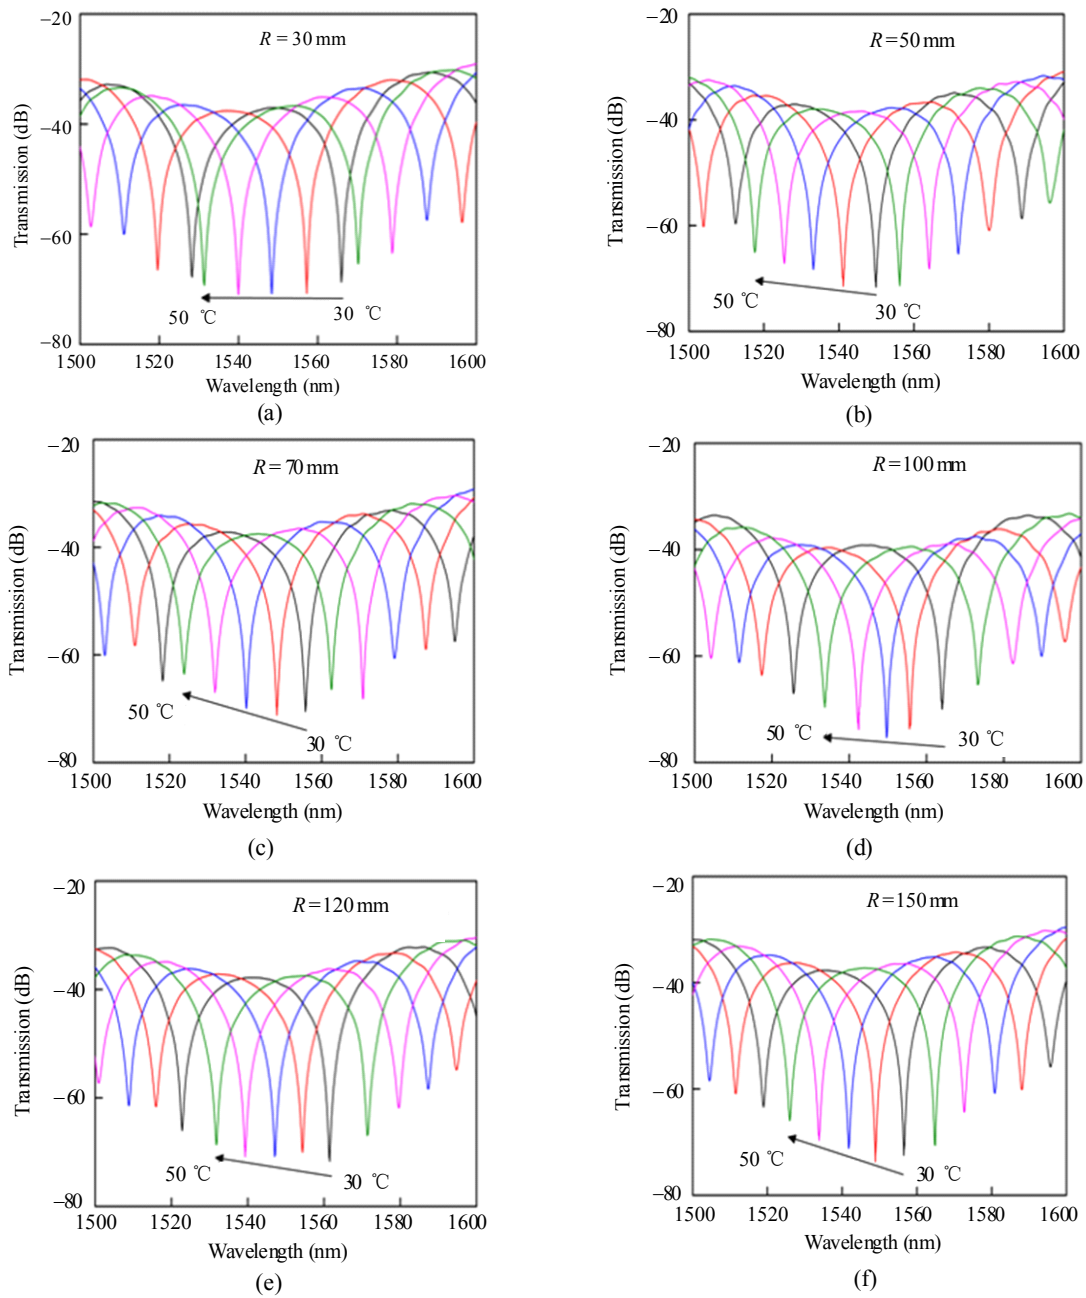 −20
−40
−60
−80
Transmission (dB)
R = 30 mm
50 ℃
30 ℃
1500 1520 1540 1560 1580 1600
Wavelength (nm)
(a)
−20
−40
−60
−80
Transmission (dB)
R = 50 mm
50 ℃
30 ℃
1500 1520 1540 1560 1580 1600
Wavelength (nm)
(b)
−20
−40
−60
−80
Transmission (dB)
R = 70 mm
50 ℃
30 ℃
1500 1520 1540 1560 1580 1600
Wavelength (nm)
(c)
−20
−40
−60
−80
Transmission (dB)
R = 100 mm
50 ℃
30 ℃
1500 1520 1540 1560 1580 1600
Wavelength (nm)
(d)
−20
−40
−60
−80
Transmission (dB)
R=120 mm
50 ℃
30 ℃
1500 1520 1540 1560 1580 1600
Wavelength (nm)
(e)
−20
−40
−60
−80
Transmission (dB)
R=150 mm
50 ℃
30 ℃
1500 1520 1540 1560 1580 1600
Wavelength (nm)
(f)